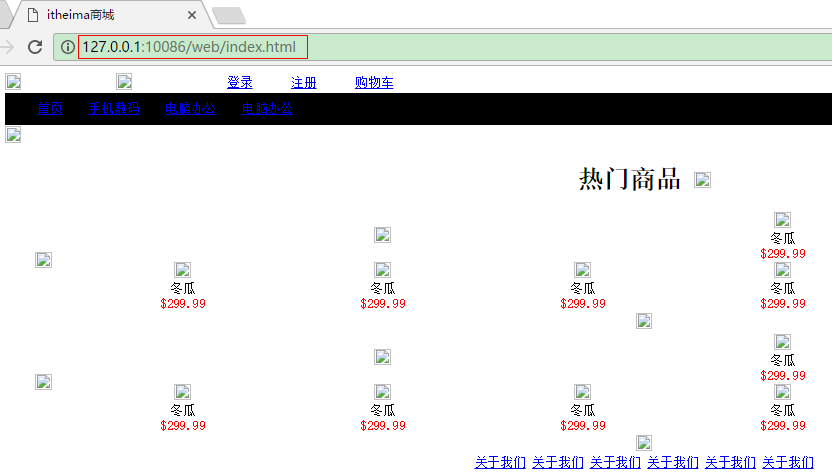 itheima商城
127.0.0.1:10086/web/index.html
登录 注册 购物车
首页 手机数码 电脑办公 电脑办公
热门商品
冬瓜
$299.99
冬瓜 冬瓜 冬瓜 冬瓜
$299.99 $299.99 $299.99 $299.99
冬瓜
$299.99
冬瓜 冬瓜 冬瓜 冬瓜
$299.99 $299.99 $299.99 $299.99
关于我们 关于我们 关于我们 关于我们 关于我们 关于我们